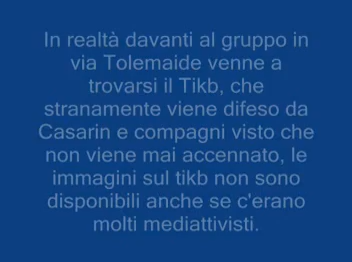 In realtà davanti al gruppo in
via Tolemaide venne a
trovarsi il Tikb, che
stranamente viene difeso da
Casarin e compagni visto che
non viene mai accennato, le
immagini sul tikb non sono
disponibili anche se c'erano
molti mediattivisti.